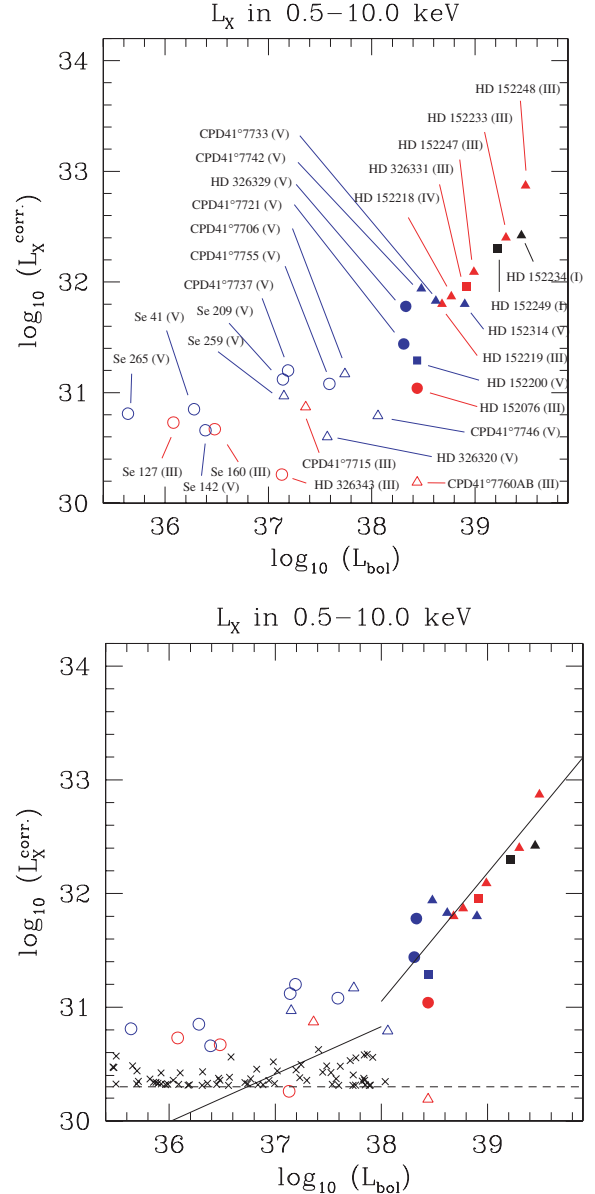 L_X in 0.5−10.0 keV
34
33
32
31
30
log10 (L_X^corr.)
HD 152248 (III)
HD 152233 (III)
CPD41°7733 (V)
HD 152247 (III)
CPD41°7742 (V)
HD 326331 (III)
HD 326329 (V)
HD 152218 (IV)
CPD41°7721 (V)
CPD41°7706 (V)
CPD41°7755 (V)
HD 152234 (I)
CPD41°7737 (V)
HD 152249 (I)
Se 209 (V)
Se 41 (V)
HD 152314 (V)
Se 259 (V)
HD 152219 (III)
Se 265 (V)
HD 152200 (V)
HD 152076 (III)
CPD41°7746 (V)
HD 326320 (V)
CPD41°7715 (III)
Se 127 (III)
Se 160 (III)
HD 326343 (III)
CPD41°7760AB (III)
Se 142 (V)
36 37 38 39
log10 (L_bol)
L_X in 0.5−10.0 keV
34
33
32
31
30
log10 (L_X^corr.)
36 37 38 39
log10 (L_bol)